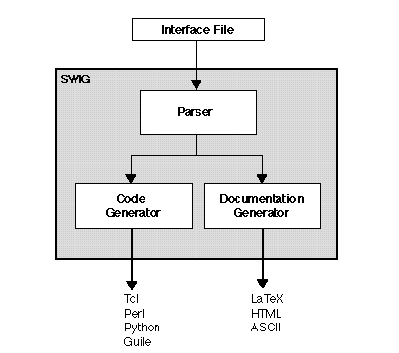 Interface File
SWIG
Parser
Code
Generator
Documentation
Generator
Tcl
Perl
Python
Guile
LaTeX
HTML
ASCII